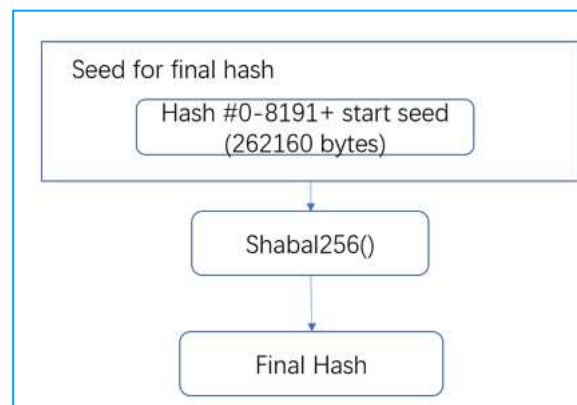 Seed for final hash
Hash #0-8191+ start seed
(262160 bytes)
Shabal256()
Final Hash